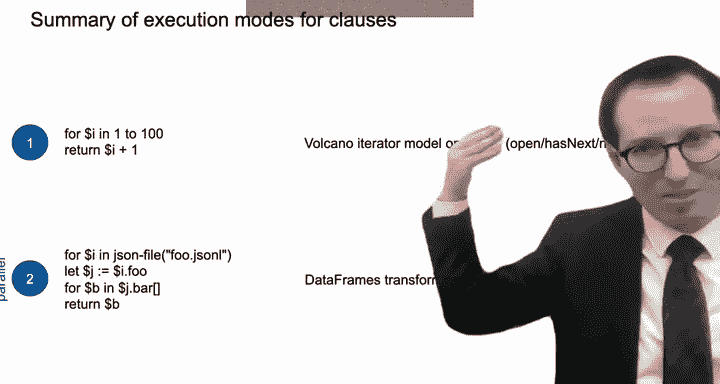 Summary of execution modes for clauses
1
for $i in 1 to 100
return $i + 1
Volcano iterator model (open/hasNext/
parallel
2
for $i in json-file("foo.jsonl")
let $j := $i.foo
for $b in $j.bar[]
return $b
DataFrames